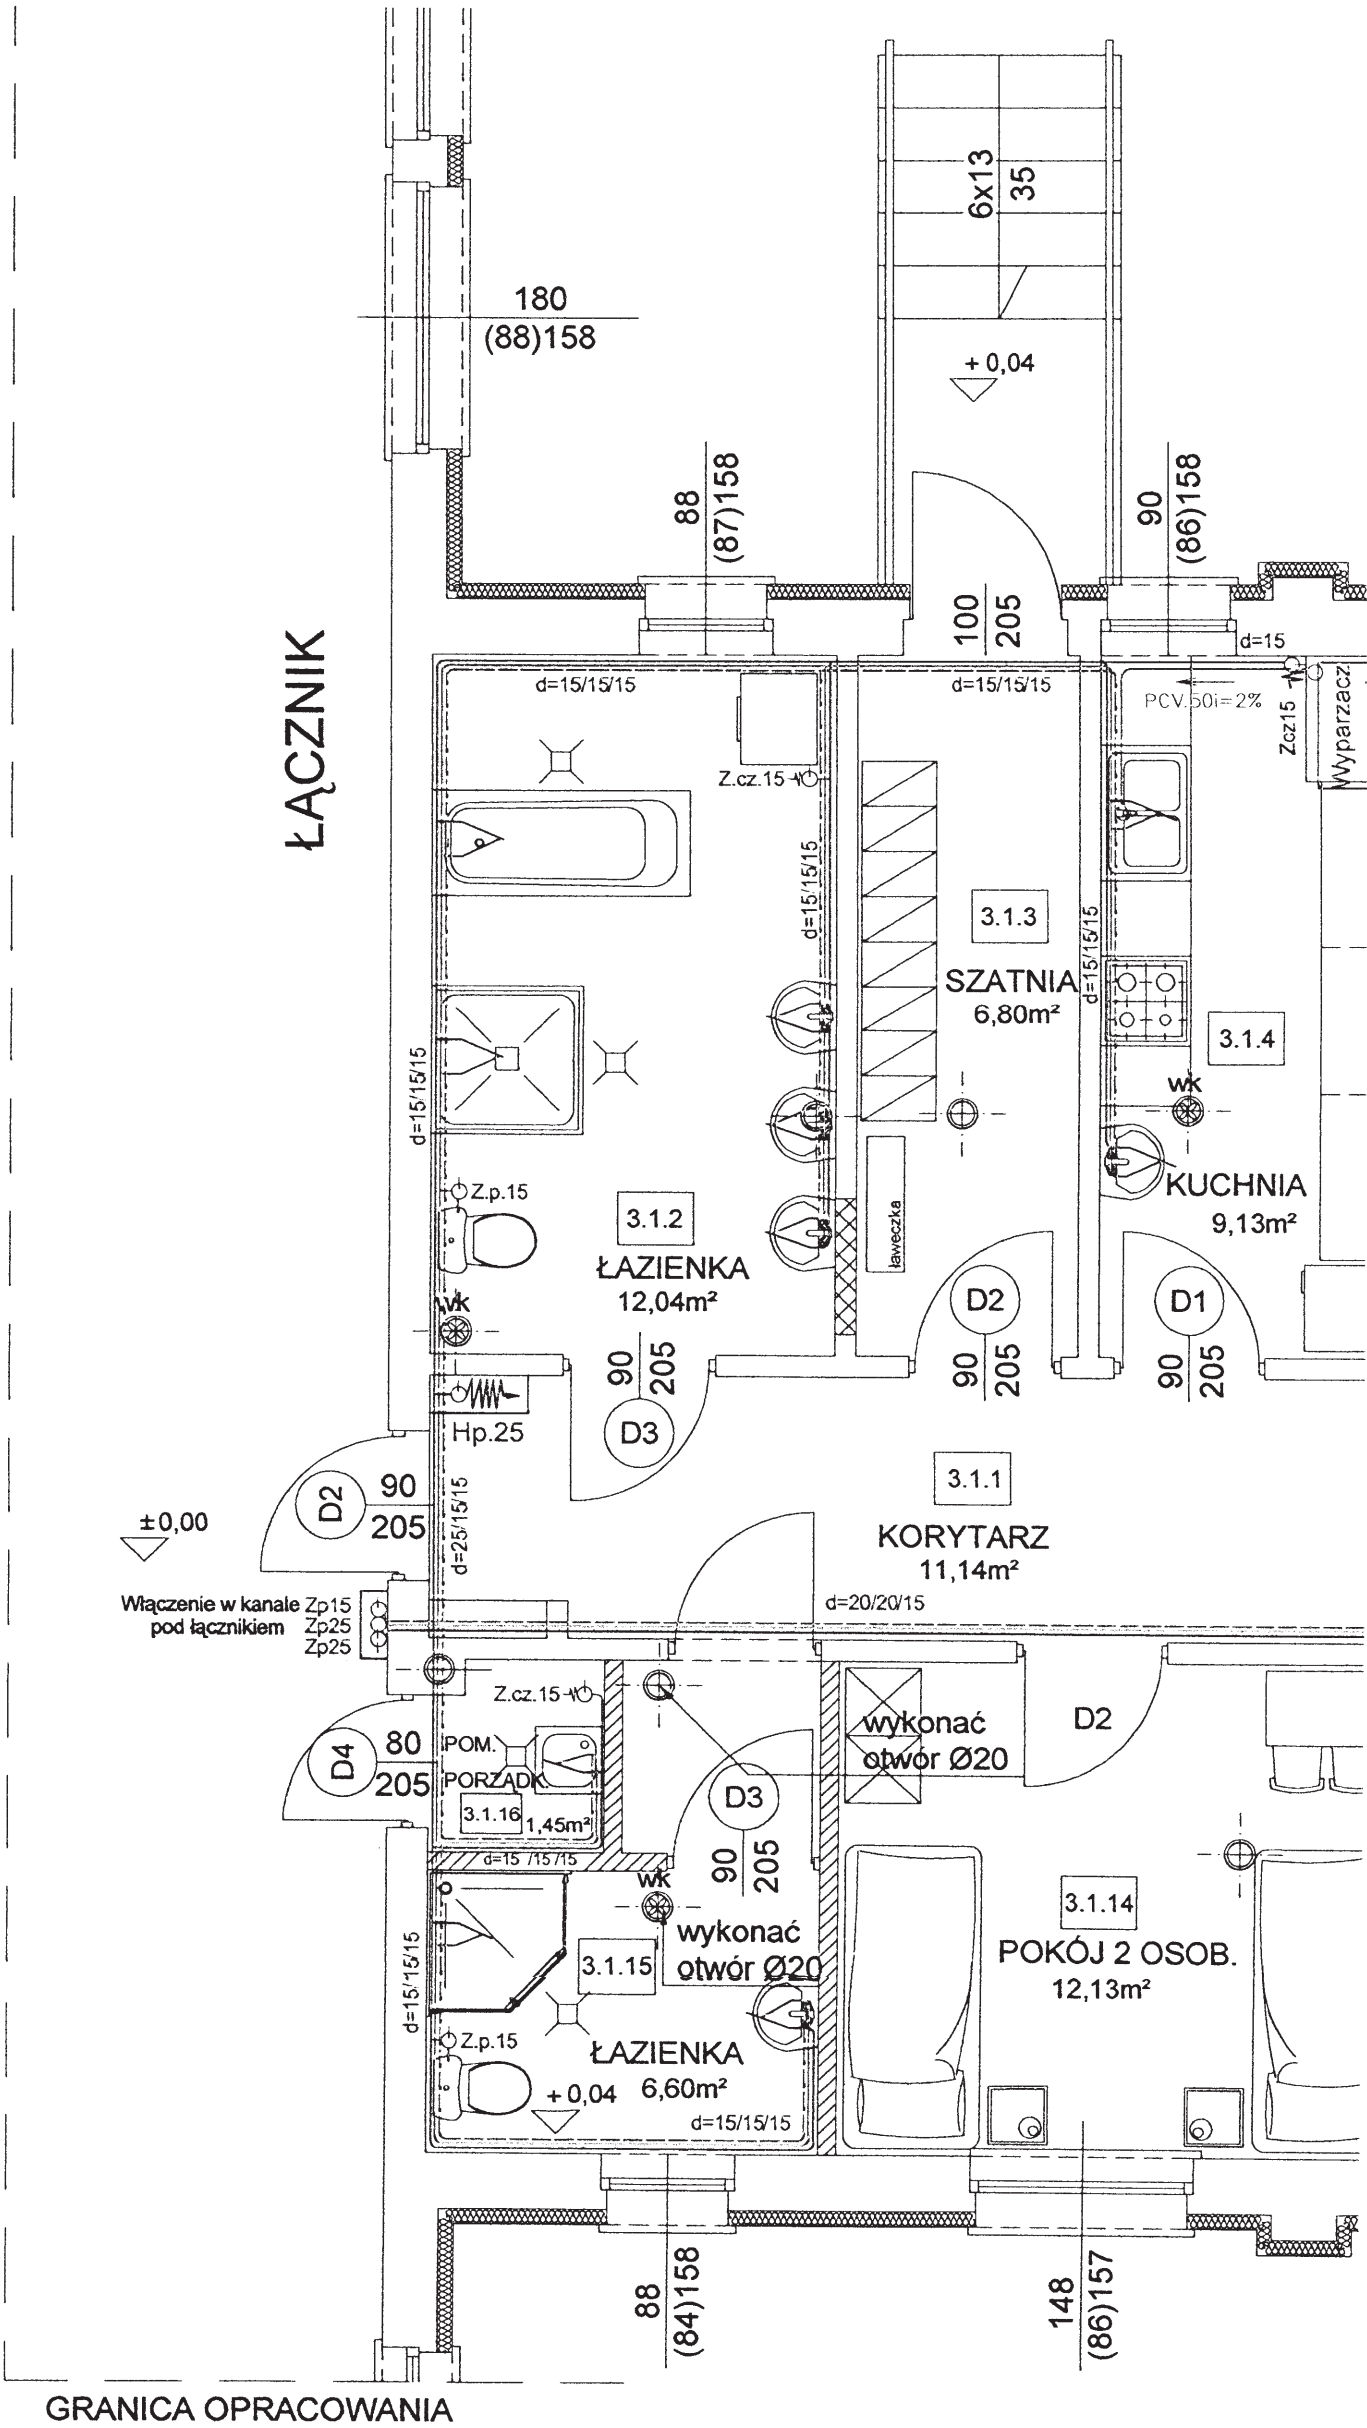 6x13
35
180
(88)158
+ 0,04
88
(87)158
90
(86)158
100
205
ŁĄCZNIK
d=15
d=15/15/15
d=15/15/15
PCV.50i=2%
Zcz15
Wyparzacz
Z.cz.15
d=15/15/15
3.1.3
SZATNIA
6,80m²
d=15/15/15
3.1.4
wk
KUCHNIA
9,13m²
d=15/15/15
Z.p.15
3.1.2
ŁAZIENKA
12,04m²
ławeczka
wk
90
205
D3
D2
90
205
D1
90
205
Hp.25
D2
90
205
d=25/15/15
3.1.1
KORYTARZ
11,14m²
±0,00
d=20/20/15
Włączenie w kanale
pod łącznikiem
Zp15
Zp25
Zp25
Z.cz.15
wykonać
otwór Ø20
D2
D4
80
205
POM.
PORZĄDK.
3.1.16
1,45m²
D3
90
205
d=15 /15/15
wk
wykonać
otwór Ø20
3.1.15
3.1.14
POKÓJ 2 OSOB.
12,13m²
d=15/15/15
Z.p.15
ŁAZIENKA
6,60m²
+ 0,04
d=15/15/15
88
(84)158
148
(86)157
GRANICA OPRACOWANIA